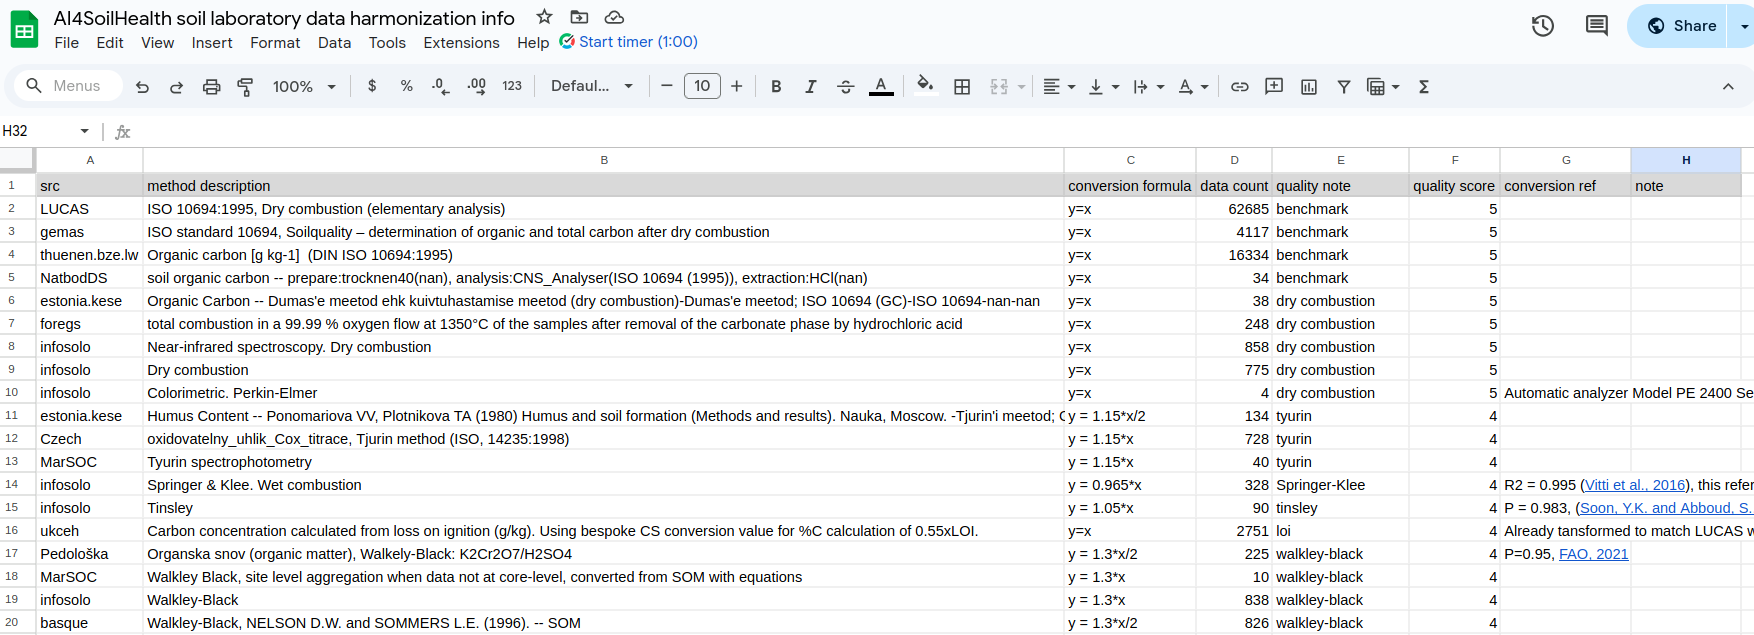 AI4SoilHealth soil laboratory data harmonization info
File Edit View Insert Format Data Tools Extensions Help Start timer (1:00)
Share
Menus 100% $ % .0 .00 123 Defaul... 10 B I A A Σ
H32 fx
A B C D E F G H
1 src method description conversion formula data count quality note quality score conversion ref note
2 LUCAS ISO 10694:1995, Dry combustion (elementary analysis) y=x 62685 benchmark 5
3 gemas ISO standard 10694, Soilquality – determination of organic and total carbon after dry combustion y=x 4117 benchmark 5
4 thuenen.bze.lw Organic carbon [g kg-1] (DIN ISO 10694:1995) y=x 16334 benchmark 5
5 NatbodDS soil organic carbon -- prepare:trocknen40(nan), analysis:CNS_Analyser(ISO 10694 (1995)), extraction:HCl(nan) y=x 34 benchmark 5
6 estonia.kese Organic Carbon -- Dumas'e meetod ehk kuivtuhastamise meetod (dry combustion)-Dumas'e meetod; ISO 10694 (GC)-ISO 10694-nan-nan y=x 38 dry combustion 5
7 foregs total combustion in a 99.99 % oxygen flow at 1350°C of the samples after removal of the carbonate phase by hydrochloric acid y=x 248 dry combustion 5
8 infosolo Near-infrared spectroscopy. Dry combustion y=x 858 dry combustion 5
9 infosolo Dry combustion y=x 775 dry combustion 5
10 infosolo Colorimetric. Perkin-Elmer y=x 4 dry combustion 5 Automatic analyzer Model PE 2400 Se
11 estonia.kese Humus Content -- Ponomariova VV, Plotnikova TA (1980) Humus and soil formation (Methods and results). Nauka, Moscow. -Tjurin'i meetod; y = 1.15*x/2 134 tyurin 4
12 Czech oxidovatelny_uhlik_Cox_titrace, Tjurin method (ISO, 14235:1998) y = 1.15*x 728 tyurin 4
13 MarSOC Tyurin spectrophotometry y = 1.15*x 40 tyurin 4
14 infosolo Springer & Klee. Wet combustion y = 0.965*x 328 Springer-Klee 4 R2 = 0.995 (Vitti et al., 2016), this refer
15 infosolo Tinsley y = 1.05*x 90 tinsley 4 P = 0.983, (Soon, Y.K. and Abboud, S.
16 ukceh Carbon concentration calculated from loss on ignition (g/kg). Using bespoke CS conversion value for %C calculation of 0.55xLOI. y=x 2751 loi 4 Already tansformed to match LUCAS w
17 Pedološka Organska snov (organic matter), Walkely-Black: K2Cr2O7/H2SO4 y = 1.3*x/2 225 walkley-black 4 P=0.95, FAO, 2021
18 MarSOC Walkley Black, site level aggregation when data not at core-level, converted from SOM with equations y = 1.3*x 10 walkley-black 4
19 infosolo Walkley-Black y = 1.3*x 838 walkley-black 4
20 basque Walkley-Black, NELSON D.W. and SOMMERS L.E. (1996). -- SOM y = 1.3*x/2 826 walkley-black 4